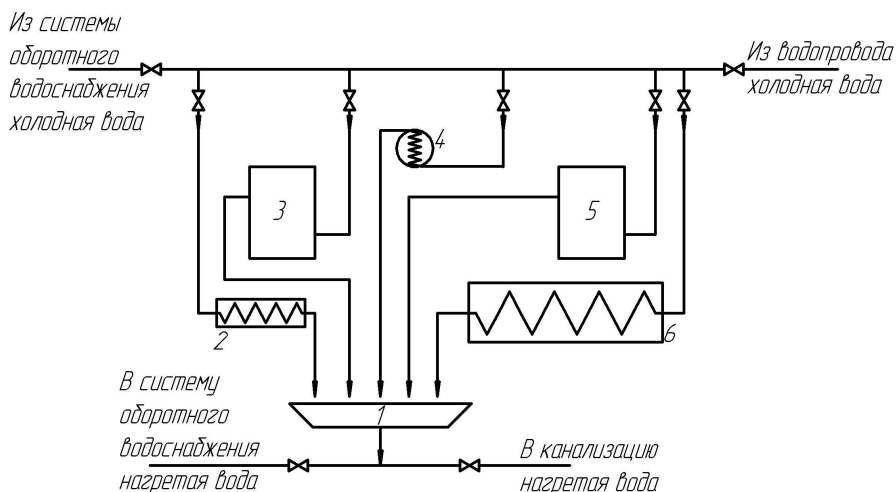 Из системы
оборотного
водоснабжения
холодная вода
Из водопровода
холодная вода
4
3
5
2
6
1
В систему
оборотного
водоснабжения
нагретая вода
В канализацию
нагретая вода